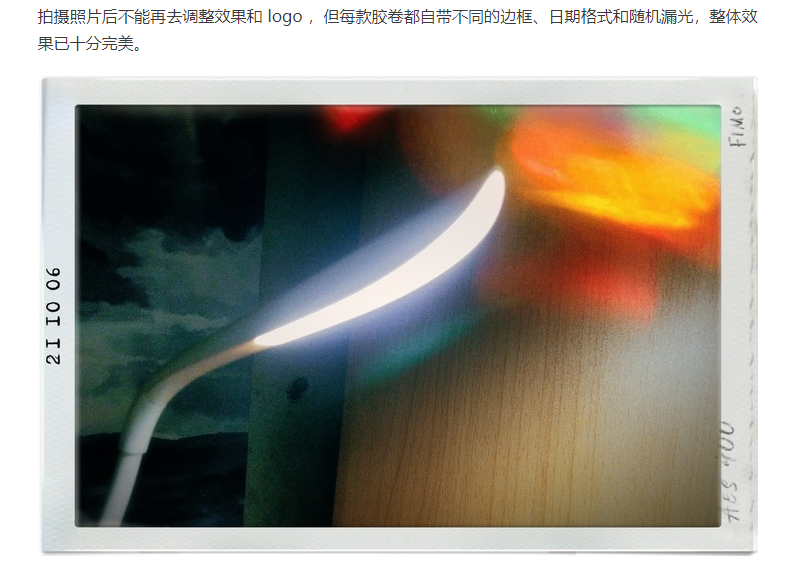 拍摄照片后不能再去调整效果和 logo ，但每款胶卷都自带不同的边框、日期格式和随机漏光，整体效
果已十分完美。
FIMO
21 10 06
AES 400